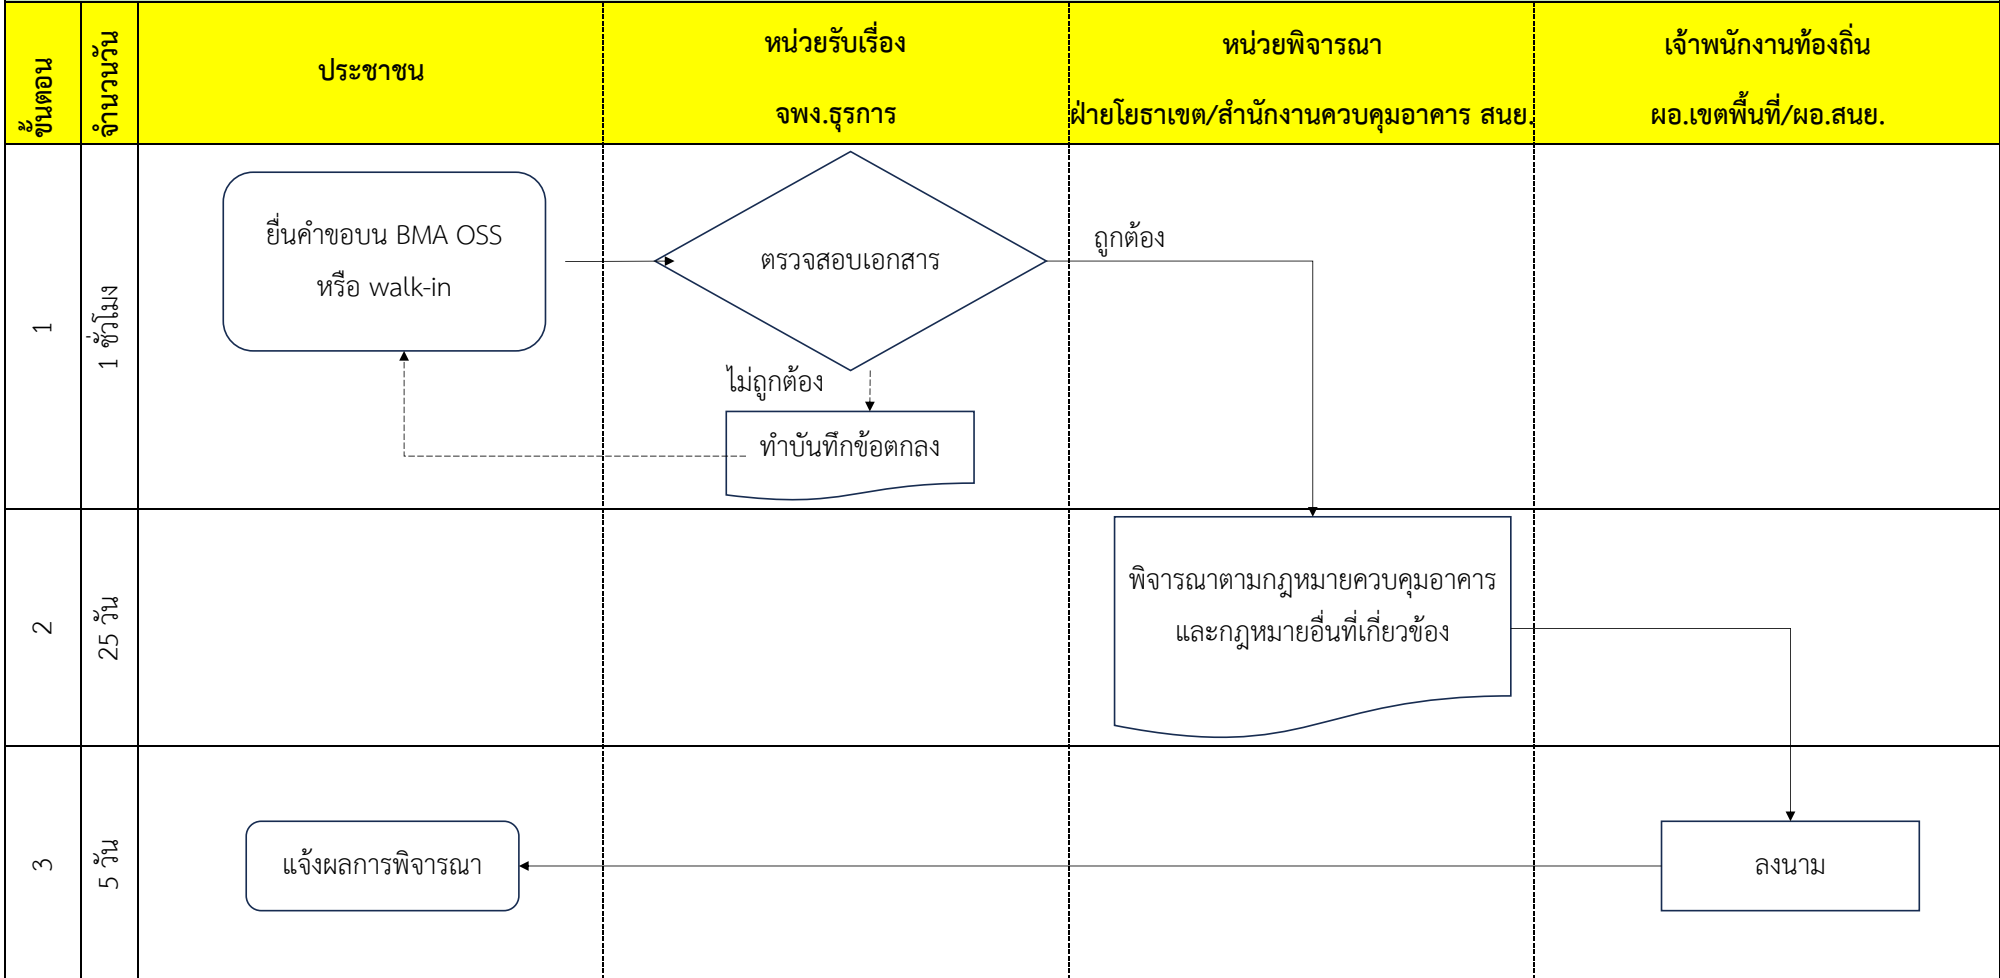 ขั้นตอน
จำนวนวัน
ประชาชน
หน่วยรับเรื่อง
จพง.ธุรการ
หน่วยพิจารณา
ฝ่ายโยธาเขต/สำนักงานควบคุมอาคาร สนย.
เจ้าพนักงานท้องถิ่น
ผอ.เขตพื้นที่/ผอ.สนย.
1
1 ชั่วโมง
ยื่นคำขอบน BMA OSS
หรือ walk-in
ตรวจสอบเอกสาร
ถูกต้อง
ไม่ถูกต้อง
ทำบันทึกข้อตกลง
2
25 วัน
พิจารณาตามกฎหมายควบคุมอาคาร
และกฎหมายอื่นที่เกี่ยวข้อง
3
5 วัน
แจ้งผลการพิจารณา
ลงนาม